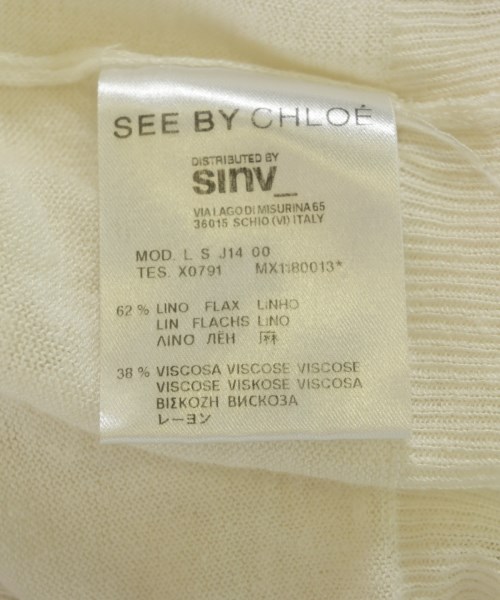 SEE BY CHLOÉ
DISTRIBUTED BY
sinv_
VIA LAGO DI MISURINA 65
36015 SCHIO (VI) ITALY
MOD. L S J14 00
TES. X0791 MX1180013*
62 % LINO FLAX LINHO
LIN FLACHS LINO
ΛΙΝΟ ЛЁН 麻
38 % VISCOSA VISCOSE VISCOSE
VISCOSE VISKOSE VISCOSA
ΒΙΣΚΟΖΗ ВИСКОЗА
レーヨン